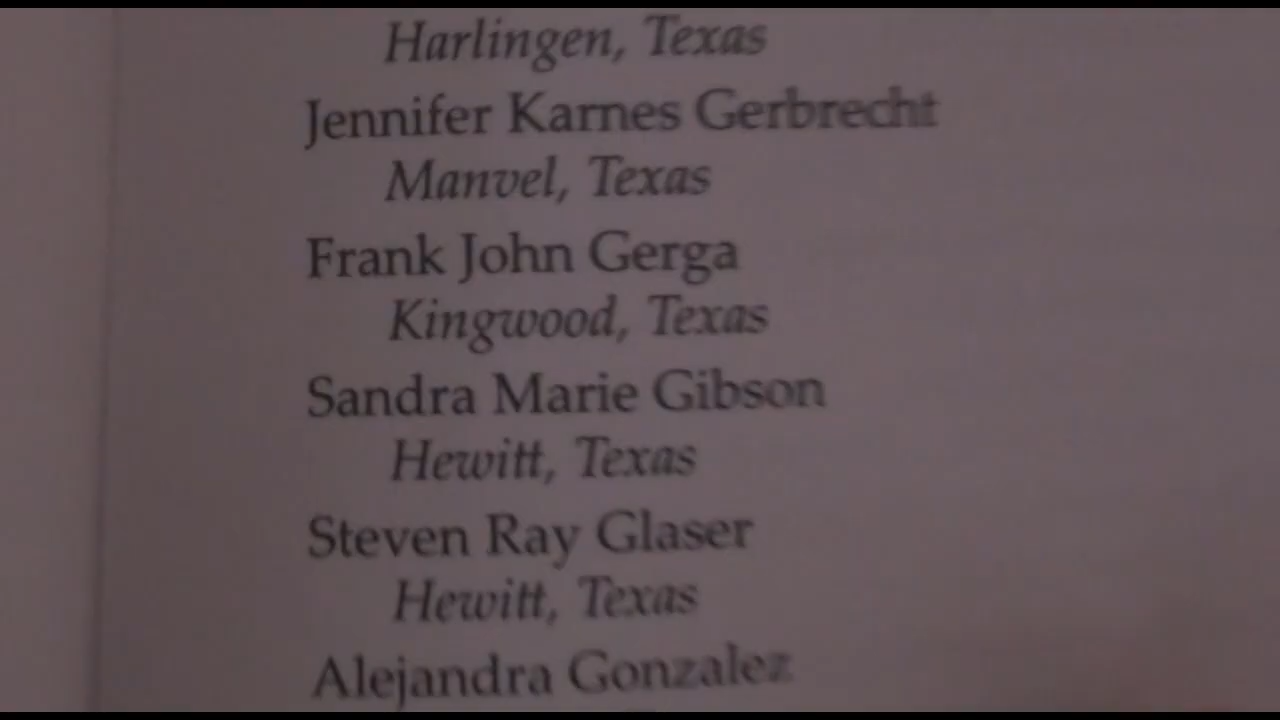 Harlingen, Texas
Jennifer Karnes Gerbrecht
Manvel, Texas
Frank John Gerga
Kingwood, Texas
Sandra Marie Gibson
Hewitt, Texas
Steven Ray Glaser
Hewitt, Texas
Alejandra Gonzalez